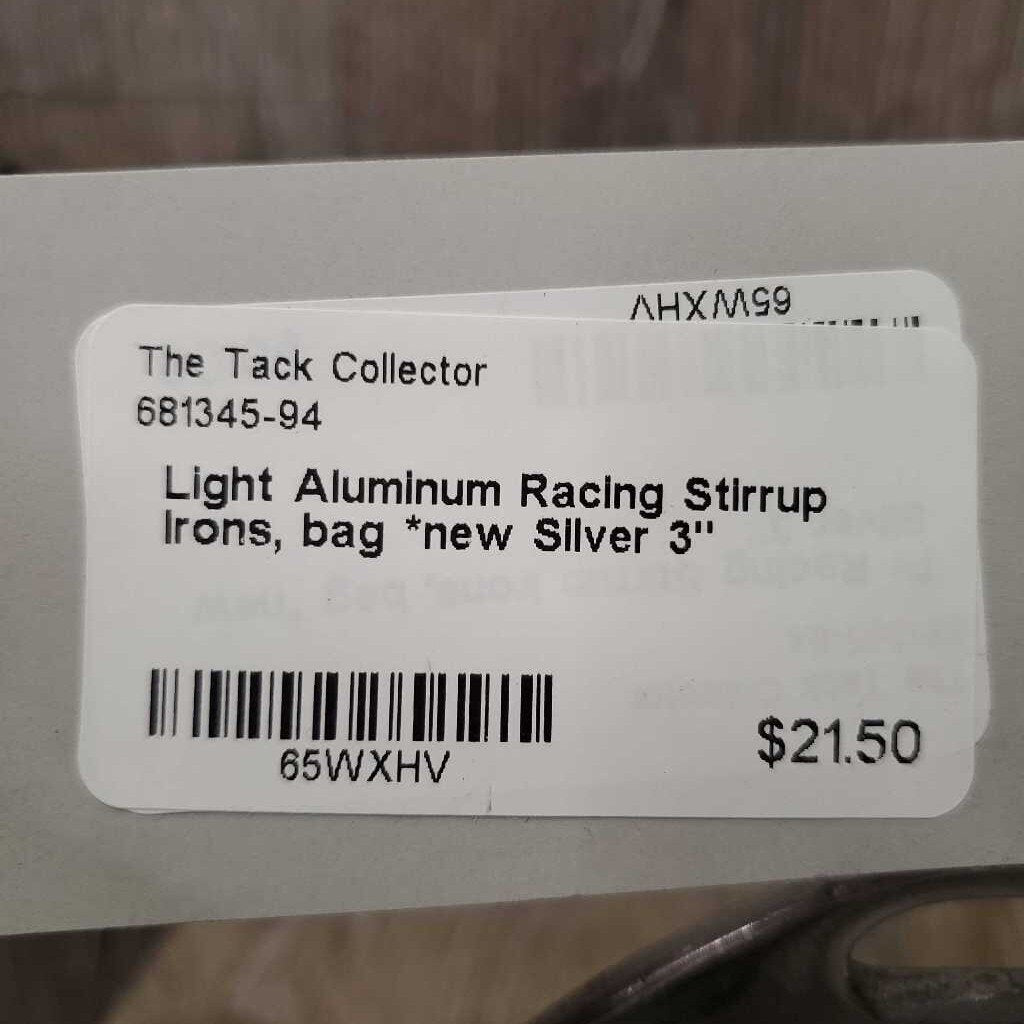 65WXHV
The Tack Collector
681345-94
Light Aluminum Racing Stirrup
Irons, bag *new Silver 3"
65WXHV
$21.50